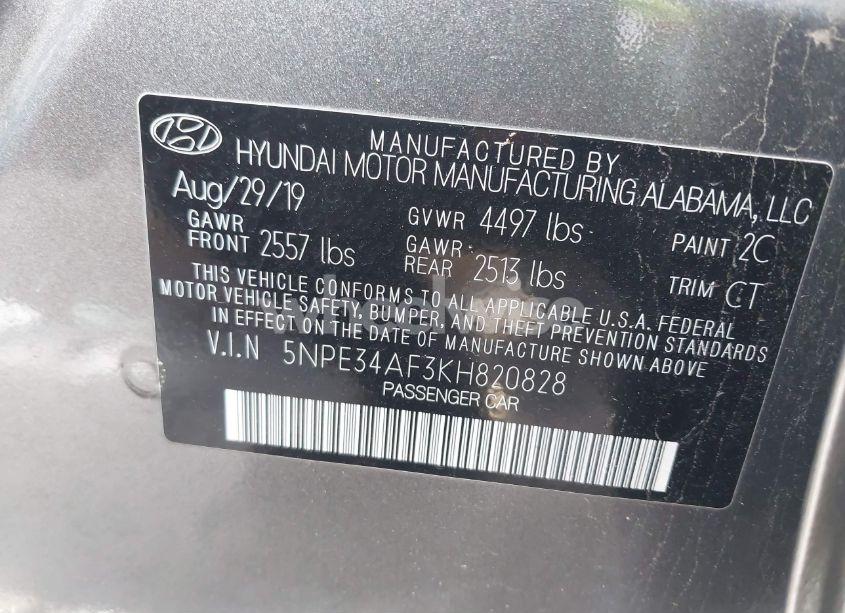 MANUFACTURED BY
HYUNDAI MOTOR MANUFACTURING ALABAMA, LLC
Aug/29/19
GAWR FRONT 2557 lbs
GVWR 4497 lbs
GAWR REAR 2513 lbs
PAINT 2C
TRIM CT
THIS VEHICLE CONFORMS TO ALL APPLICABLE U.S.A. FEDERAL
MOTOR VEHICLE SAFETY, BUMPER, AND THEFT PREVENTION STANDARDS
IN EFFECT ON THE DATE OF MANUFACTURE SHOWN ABOVE
V.I.N 5NPE34AF3KH820828
PASSENGER CAR